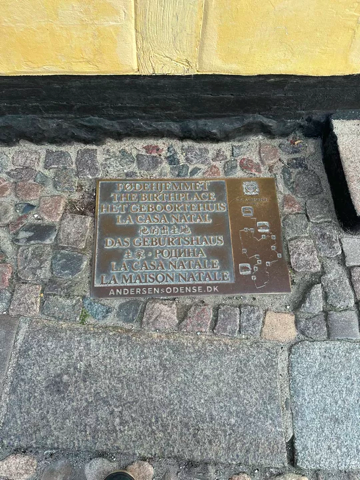 FØDEHJEMMET
THE BIRTHPLACE
HET GEBOORTEHUIS
LA CASA NATAL
DAS GEBURTSHAUS
РОДИНА
LA CASA NATALE
LA MAISON NATALE
ANDERSEN-ODENSE.DK